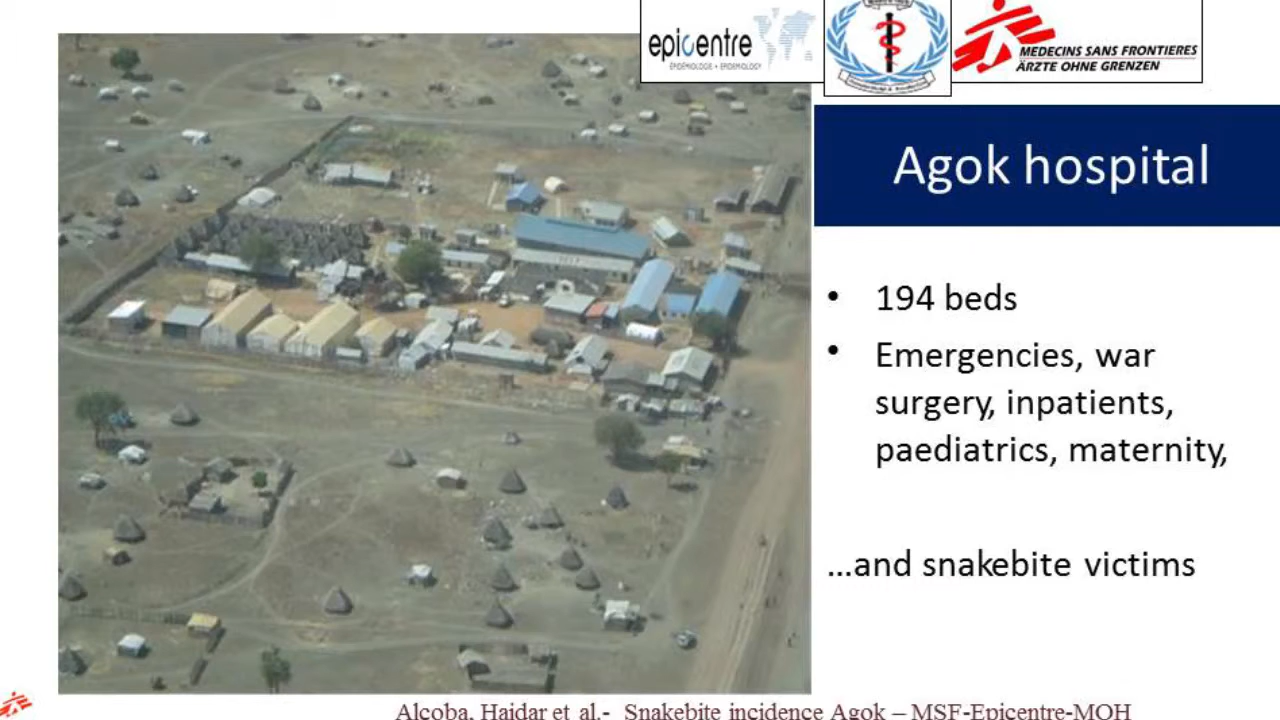 epicentre
EPIDÉMIOLOGIE • EPIDEMIOLOGY
MEDECINS SANS FRONTIERES
ÄRZTE OHNE GRENZEN
Agok hospital
• 194 beds
• Emergencies, war
surgery, inpatients,
paediatrics, maternity,
...and snakebite victims
Alcoba, Haidar et al.- Snakebite incidence Agok – MSF-Epicentre-MOH